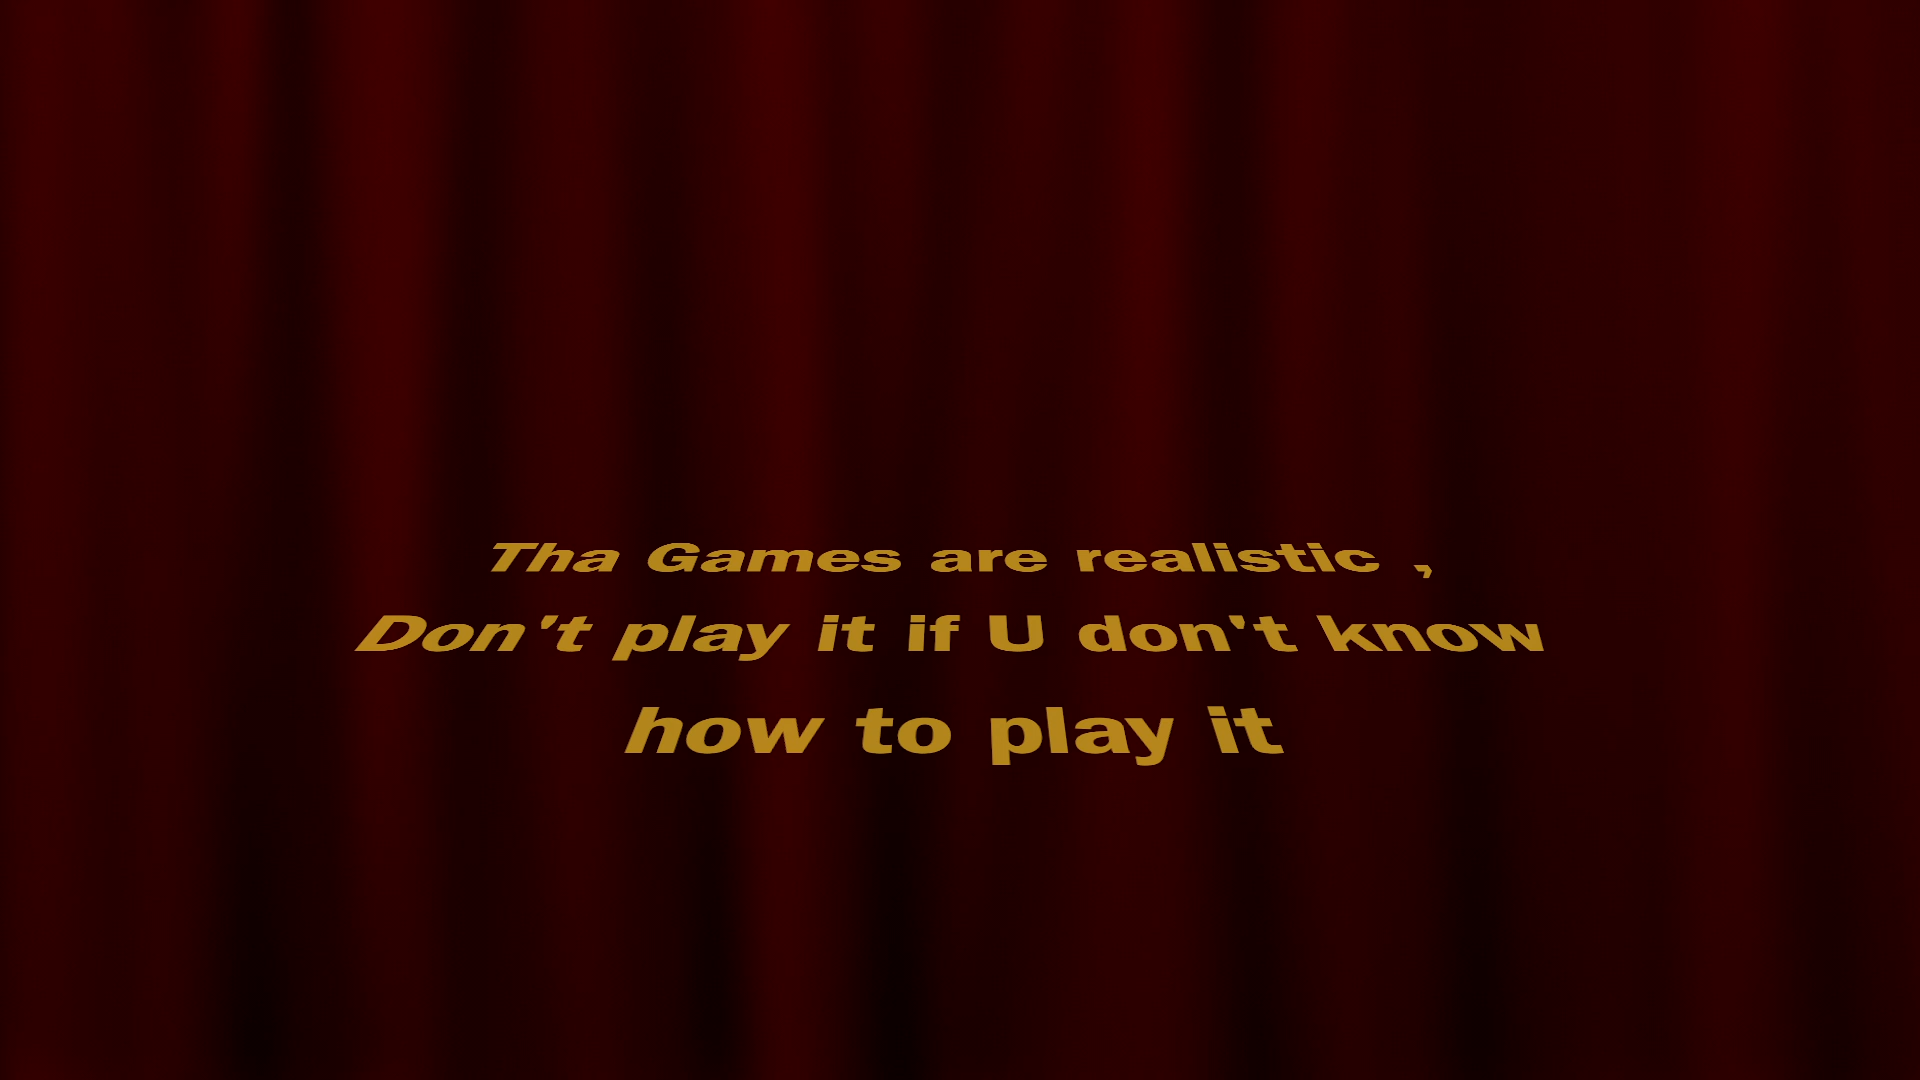 Tha Games are realistic ,
Don't play it if U don't know
how to play it